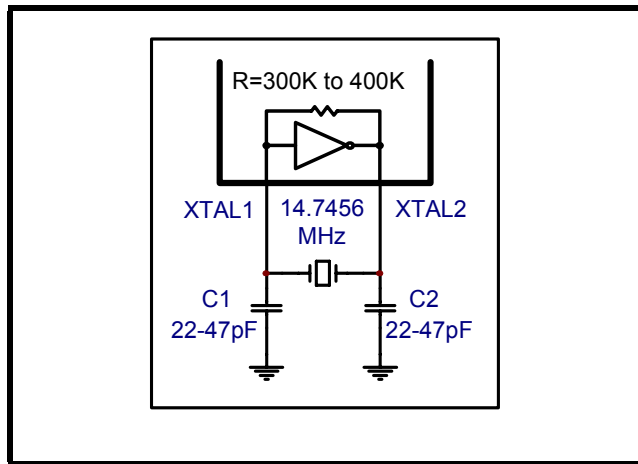 R=300K to 400K
XTAL1 14.7456 XTAL2
MHz
C1 C2
22-47pF 22-47pF